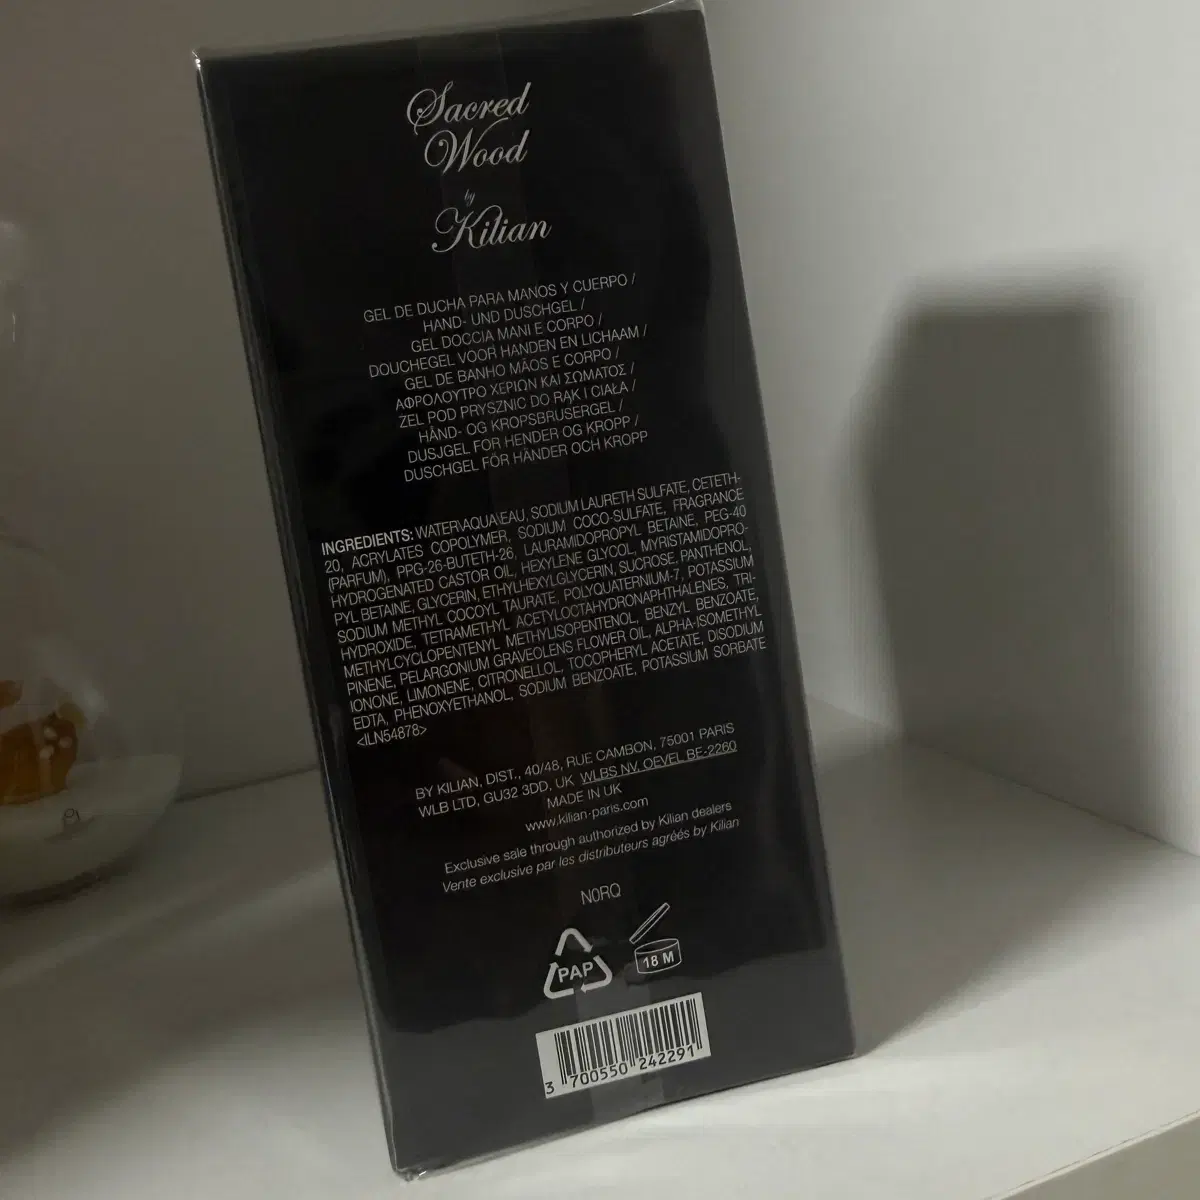 Sacred
Wood
by
Kilian
GEL DE DUCHA PARA MANOS Y CUERPO /
HAND- UND DUSCHGEL /
GEL DOCCIA MANI E CORPO /
DOUCHEGEL VOOR HANDEN EN LICHAAM /
GEL DE BANHO MÃOS E CORPO /
ΑΦΡΟΛΟΥΤΡΟ ΧΕΡΙΩΝ ΚΑΙ ΣΩΜΑΤΟΣ /
ŻEL POD PRYSZNIC DO RĄK I CIAŁA /
HÅND- OG KROPSBRUSERGEL /
DUSJGEL FOR HENDER OG KROPP /
DUSCHGEL FÖR HÄNDER OCH KROPP
INGREDIENTS: WATER\AQUA\EAU, SODIUM LAURETH SULFATE, CETETH-
20, ACRYLATES COPOLYMER, SODIUM COCO-SULFATE, FRAGRANCE
(PARFUM), PPG-26-BUTETH-26, LAURAMIDOPROPYL BETAINE, PEG-40
HYDROGENATED CASTOR OIL, HEXYLENE GLYCOL, MYRISTAMIDOPRO-
PYL BETAINE, GLYCERIN, ETHYLHEXYLGLYCERIN, SUCROSE, PANTHENOL,
SODIUM METHYL COCOYL TAURATE, POLYQUATERNIUM-7, POTASSIUM
HYDROXIDE, TETRAMETHYL ACETYLOCTAHYDRONAPHTHALENES, TRI-
METHYLCYCLOPENTENYL METHYLISOPENTENOL, BENZYL BENZOATE,
PINENE, PELARGONIUM GRAVEOLENS FLOWER OIL, ALPHA-ISOMETHYL
IONONE, LIMONENE, CITRONELLOL, TOCOPHERYL ACETATE, DISODIUM
EDTA, PHENOXYETHANOL, SODIUM BENZOATE, POTASSIUM SORBATE
<ILN54878>
BY KILIAN, DIST., 40/48, RUE CAMBON, 75001 PARIS
WLB LTD, GU32 3DD, UK WLBS NV, OEVEL BE-2260
MADE IN UK
www.kilian-paris.com
Exclusive sale through authorized by Kilian dealers
Vente exclusive par les distributeurs agréés by Kilian
N0RQ
PAP
18 M
3 700550 242291